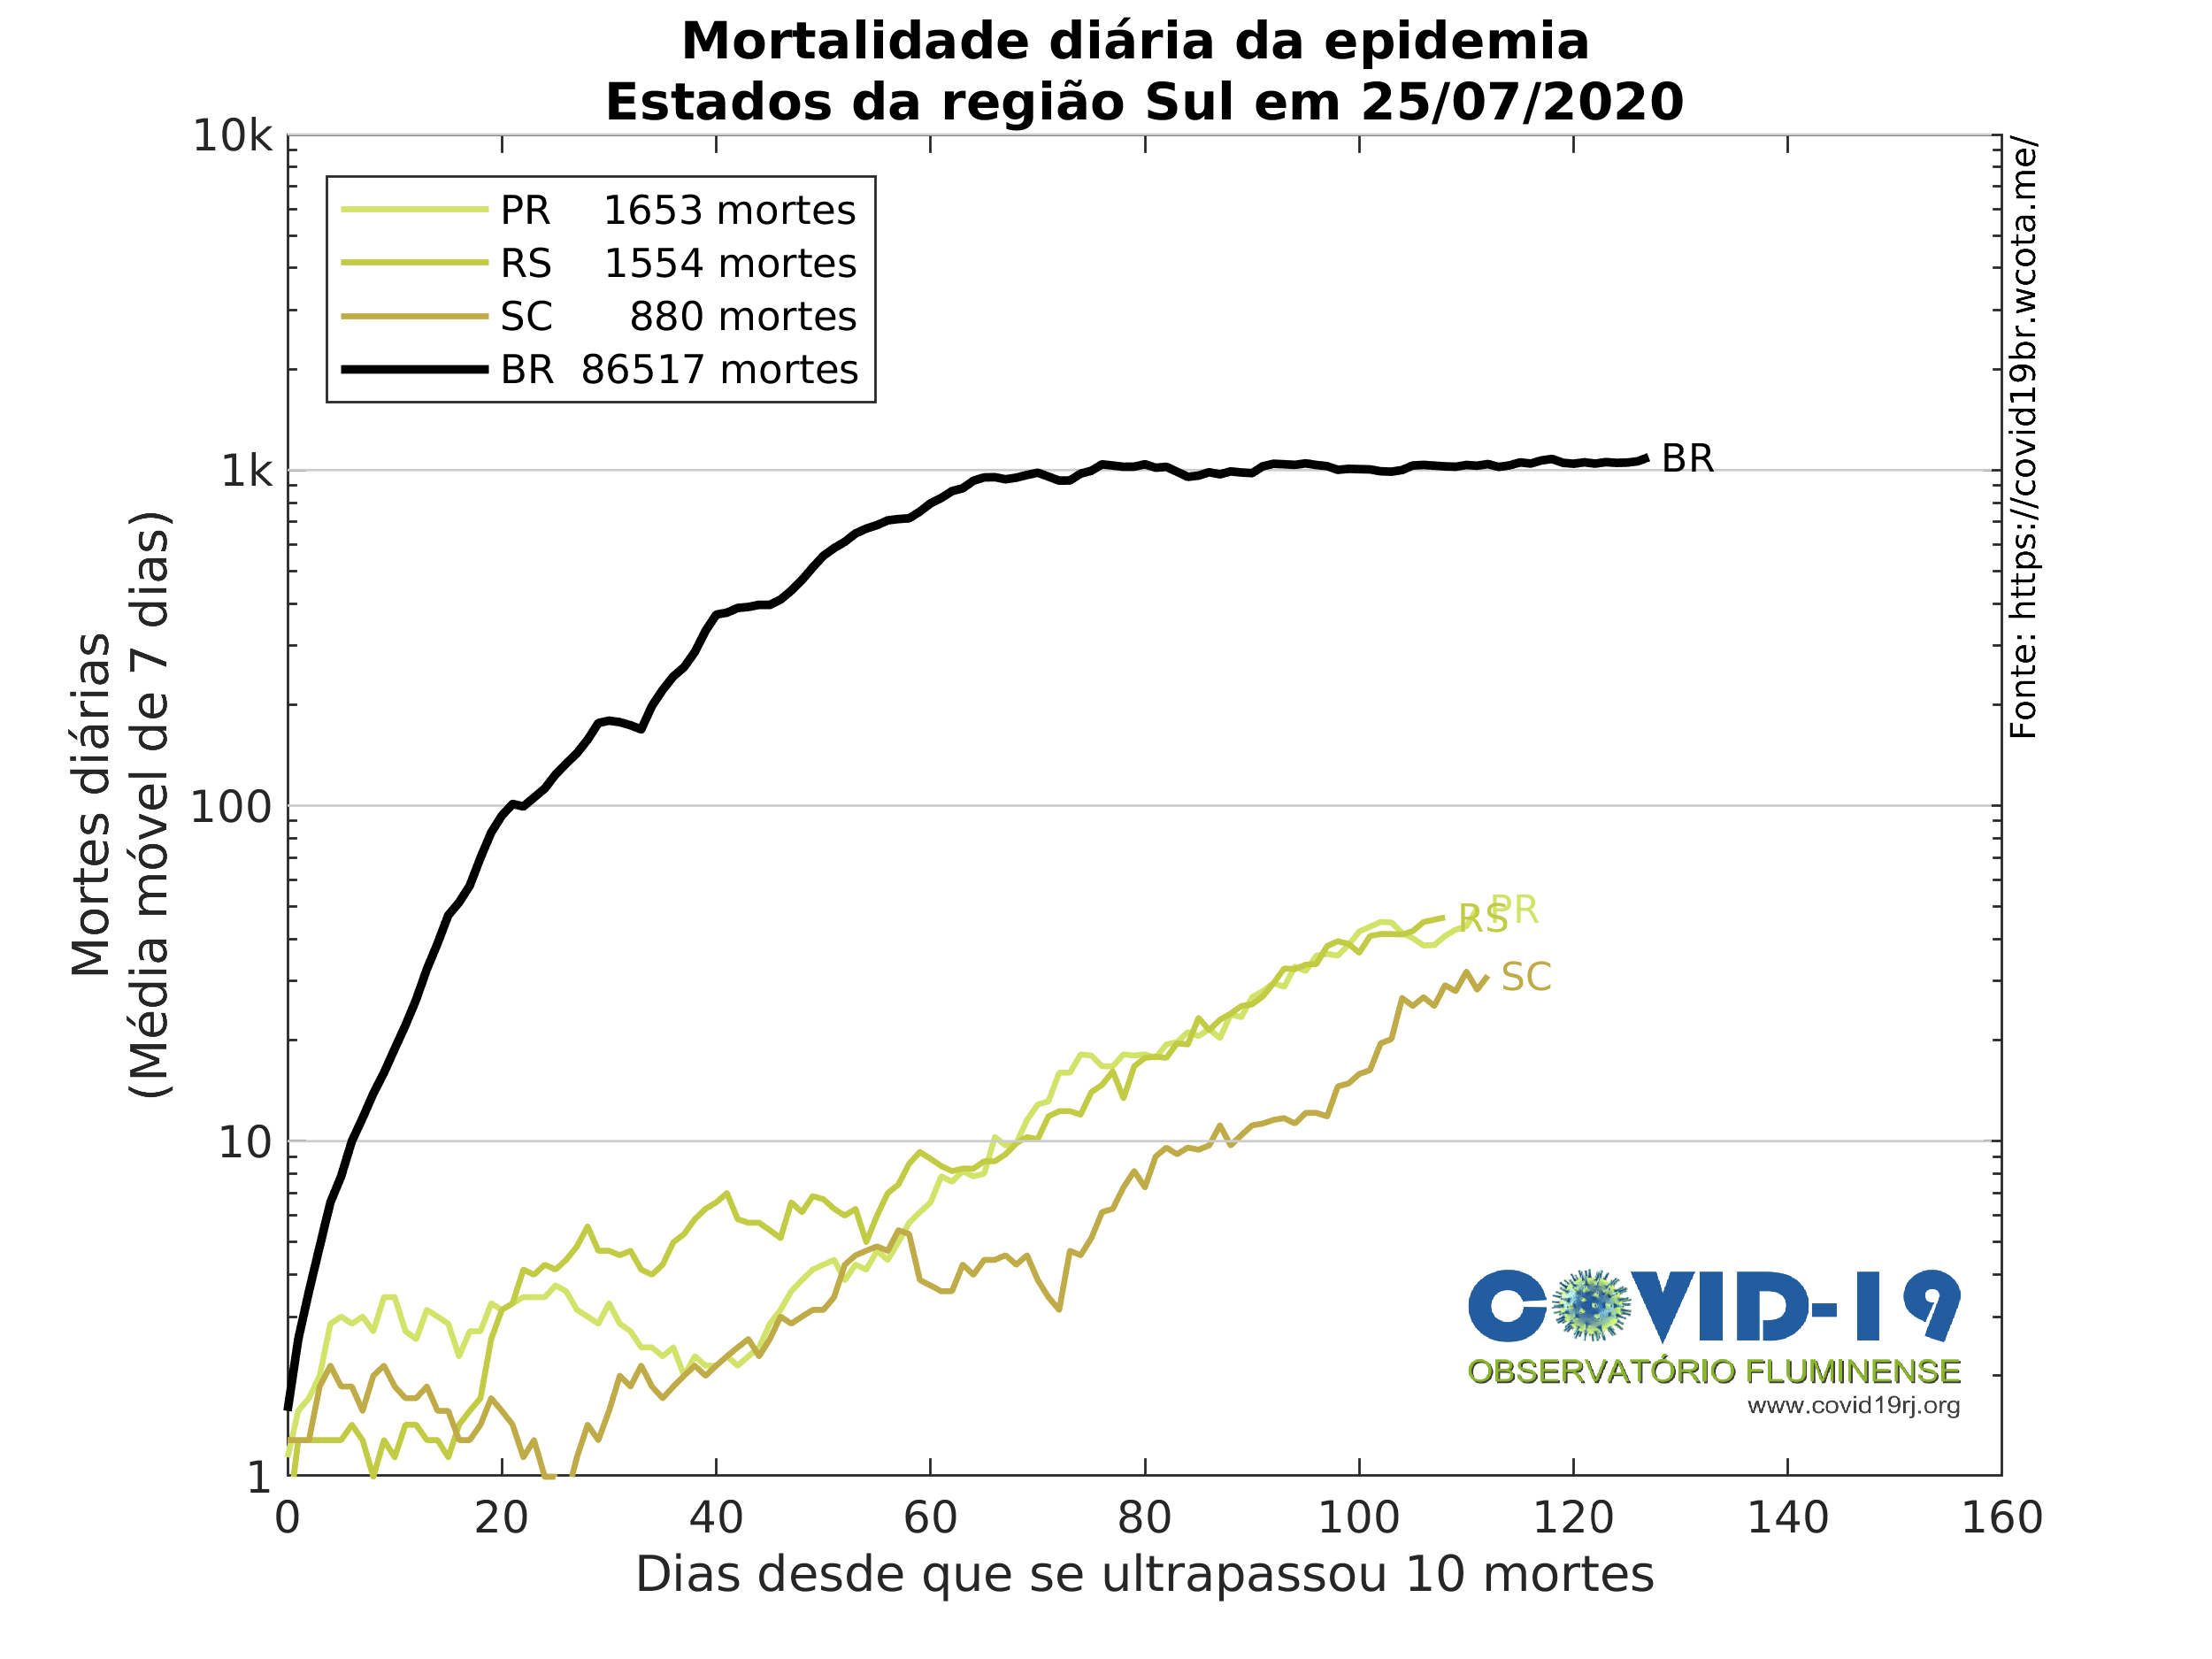 Mortalidade diária da epidemia
Estados da região Sul em 25/07/2020
10k
1k
100
10
1
Mortes diárias
(Média móvel de 7 dias)
PR 1653 mortes
RS 1554 mortes
SC 880 mortes
BR 86517 mortes
BR
PR
RS
SC
Fonte: https://covid19br.wcota.me/
COVID-19
OBSERVATÓRIO FLUMINENSE
www.covid19rj.org
0 20 40 60 80 100 120 140 160
Dias desde que se ultrapassou 10 mortes